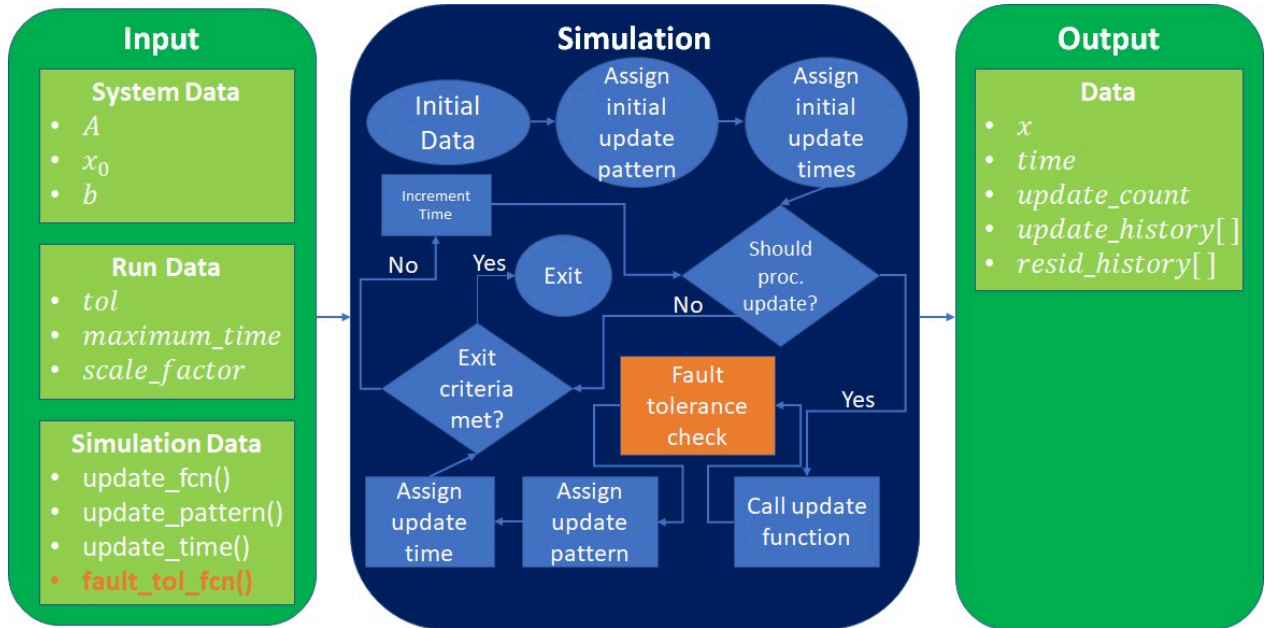 Input
System Data
• A
• x₀
• b
Run Data
• tol
• maximum_time
• scale_factor
Simulation Data
• update_fcn()
• update_pattern()
• update_time()
• fault_tol_fcn()
Simulation
Initial
Data
Assign
initial
update
pattern
Assign
initial
update
times
Increment
Time
No
Yes
Exit
Should
proc.
update?
No
Yes
Exit
criteria
met?
Fault
tolerance
check
Assign
update
time
Assign
update
pattern
Call update
function
Output
Data
• x
• time
• update_count
• update_history[]
• resid_history[]